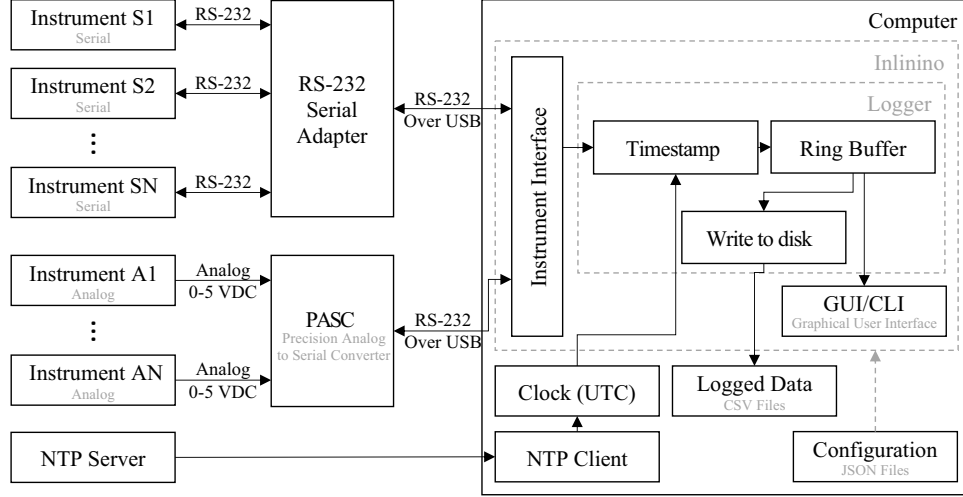 Instrument S1
Serial
RS-232
Instrument S2
Serial
RS-232
Instrument SN
Serial
RS-232
RS-232
Serial
Adapter
RS-232
Over USB
Instrument A1
Analog
Analog
0-5 VDC
Instrument AN
Analog
Analog
0-5 VDC
PASC
Precision Analog
to Serial Converter
RS-232
Over USB
NTP Server
Computer
Inlinino
Logger
Instrument Interface
Timestamp
Ring Buffer
Write to disk
GUI/CLI
Graphical User Interface
Clock (UTC)
Logged Data
CSV Files
NTP Client
Configuration
JSON Files